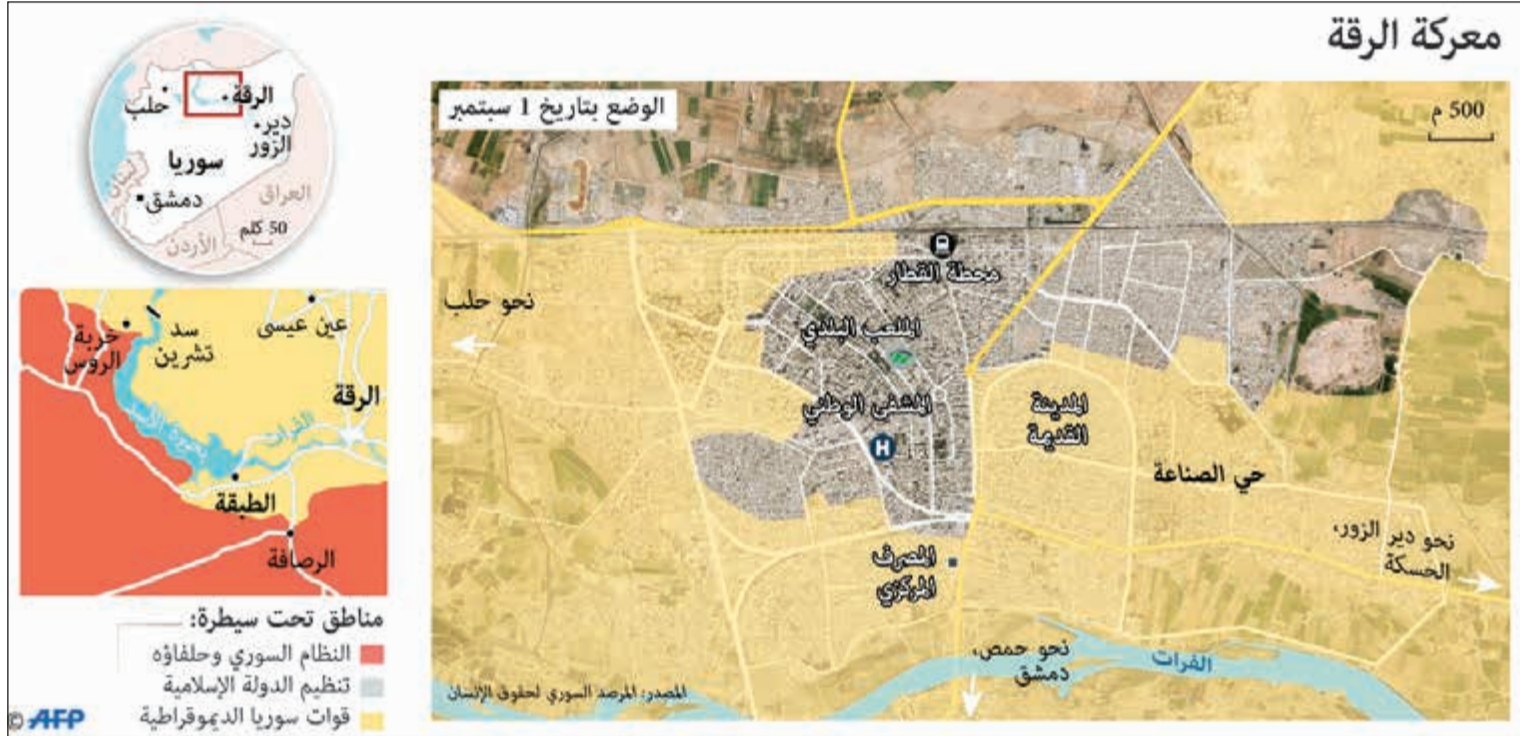 معركة الرقة
الوضع بتاريخ 1 سبتمبر
500 م
محطة القطار
نحو حلب
الملعب البلدي
المشفى الوطني
H
المدينة
القديمة
حي الصناعة
نحو دير الزور،
الحسكة
المصرف
المركزي
نحو حمص،
دمشق
الفرات
المصدر: المرصد السوري لحقوق الإنسان
الرقة
حلب
دير
الزور
سوريا
لبنان
دمشق
العراق
50 كلم
الأردن
عين عيسى
سد
تشرين
خربة
الروس
الرقة
الفرات
بحيرة الأسد
الطبقة
الرصافة
مناطق تحت سيطرة:
النظام السوري وحلفاؤه
تنظيم الدولة الإسلامية
قوات سوريا الديموقراطية
© AFP